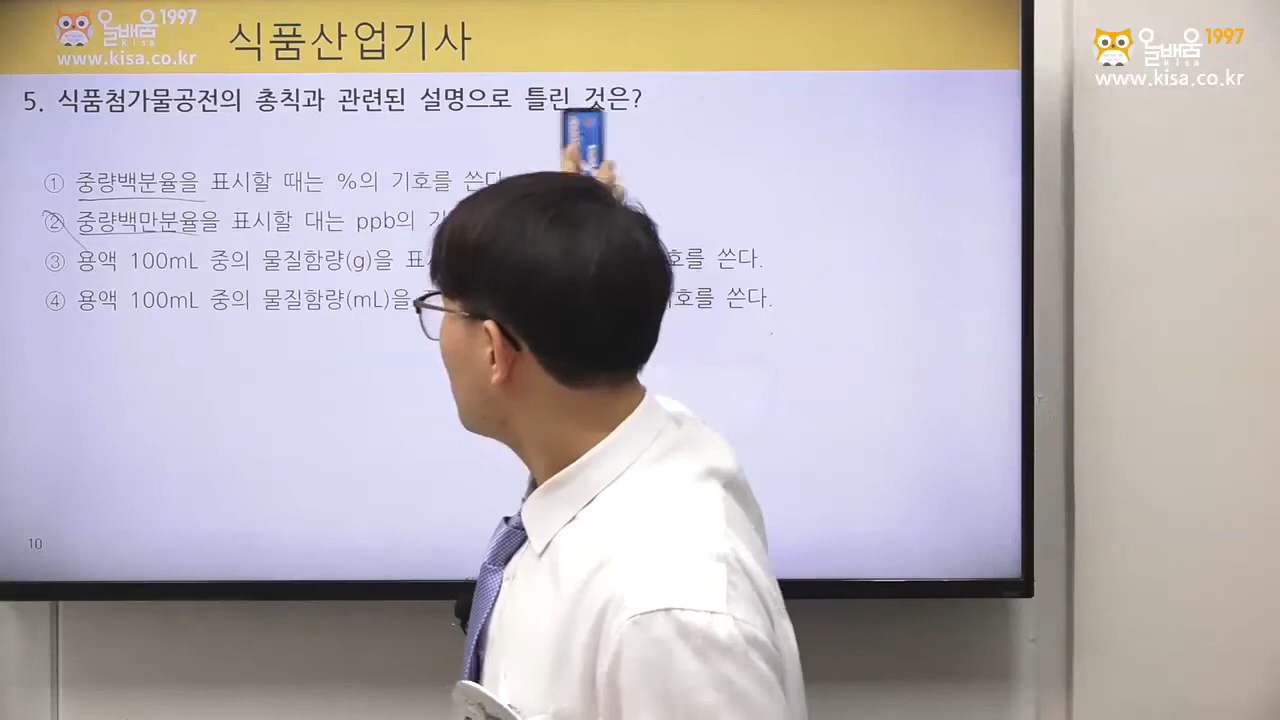 올배움 1997
kisa
www.kisa.co.kr
식품산업기사
올배움 1997
kisa
www.kisa.co.kr
5. 식품첨가물공전의 총칙과 관련된 설명으로 틀린 것은?
① 중량백분율을 표시할 때는 %의 기호를 쓴다
② 중량백만분율을 표시할 대는 ppb의
③ 용액 100mL 중의 물질함량(g)을 호를 쓴다.
④ 용액 100mL 중의 물질함량(mL)을 호를 쓴다.
10